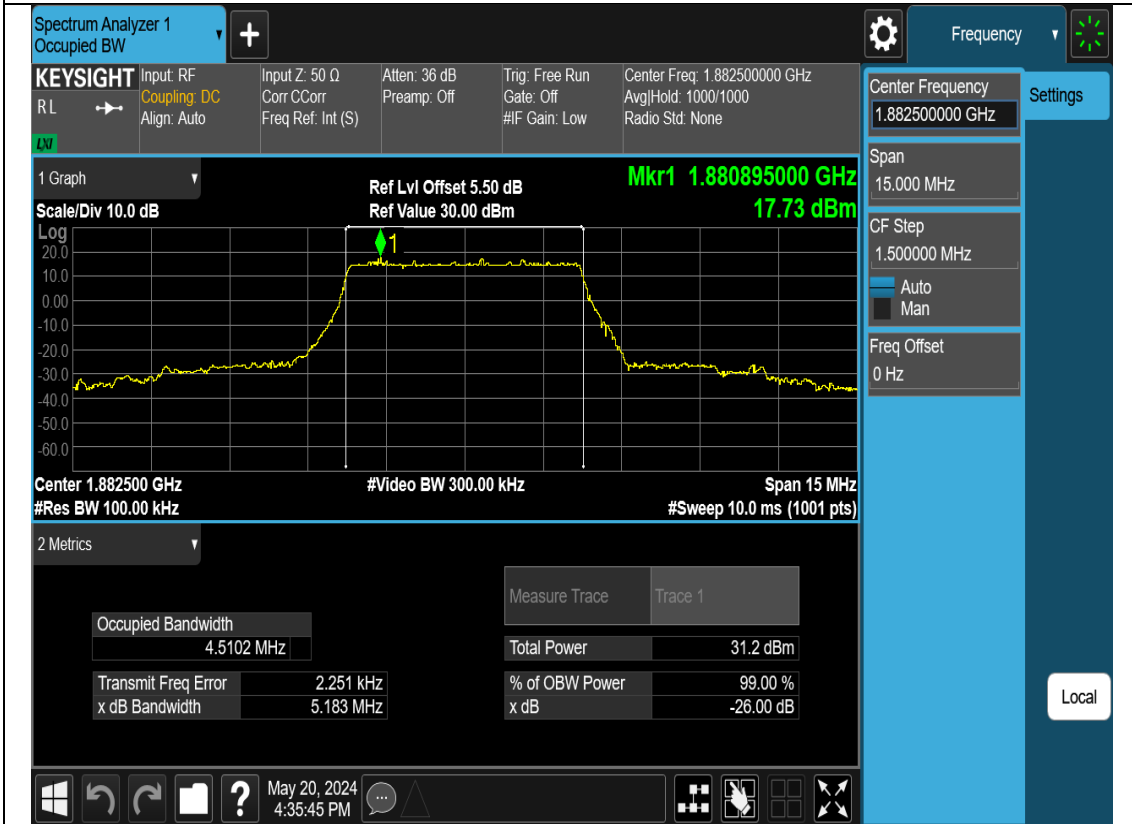 Spectrum Analyzer 1
Occupied BW
+
Frequency
KEYSIGHT
RL
LXI
Input: RF
Coupling: DC
Align: Auto
Input Z: 50 Ω
Corr CCorr
Freq Ref: Int (S)
Atten: 36 dB
Preamp: Off
Trig: Free Run
Gate: Off
#IF Gain: Low
Center Freq: 1.882500000 GHz
Avg|Hold: 1000/1000
Radio Std: None
Center Frequency
1.882500000 GHz
Settings
Span
15.000 MHz
CF Step
1.500000 MHz
Auto
Man
Freq Offset
0 Hz
Local
1 Graph
Ref Lvl Offset 5.50 dB
Mkr1 1.880895000 GHz
Scale/Div 10.0 dB
Ref Value 30.00 dBm
17.73 dBm
Log
1
20.0
10.0
0.00
-10.0
-20.0
-30.0
-40.0
-50.0
-60.0
Center 1.882500 GHz
#Video BW 300.00 kHz
Span 15 MHz
#Res BW 100.00 kHz
#Sweep 10.0 ms (1001 pts)
2 Metrics
Measure Trace Trace 1
Occupied Bandwidth
4.5102 MHz
Total Power 31.2 dBm
Transmit Freq Error 2.251 kHz
% of OBW Power 99.00 %
x dB Bandwidth 5.183 MHz
x dB -26.00 dB
?
May 20, 2024
4:35:45 PM